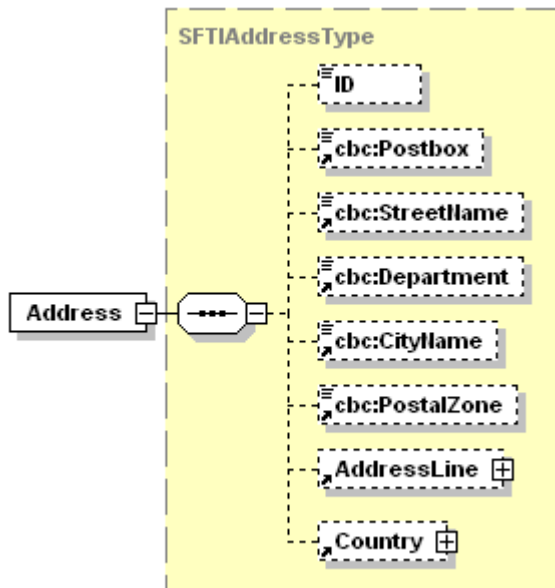 SFTIAddressType
ID
cbc:Postbox
cbc:StreetName
cbc:Department
Address
cbc:CityName
cbc:PostalZone
AddressLine
Country